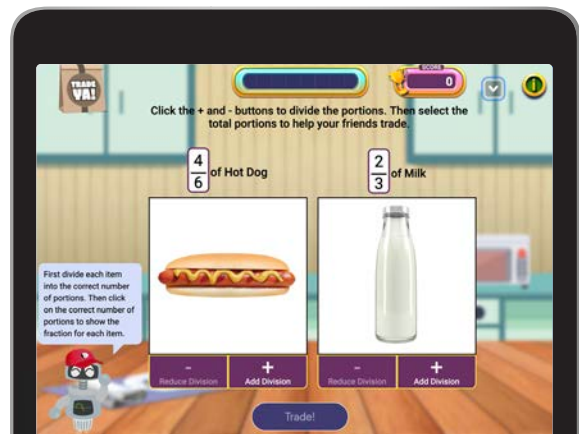 TRADE
YA!
SCORE
0
Click the + and - buttons to divide the portions. Then select the
total portions to help your friends trade.
4
6
of Hot Dog
2
3
of Milk
First divide each item
into the correct number
of portions. Then click
on the correct number of
portions to show the
fraction for each item.
- + - +
Reduce Division Add Division Reduce Division Add Division
Trade!